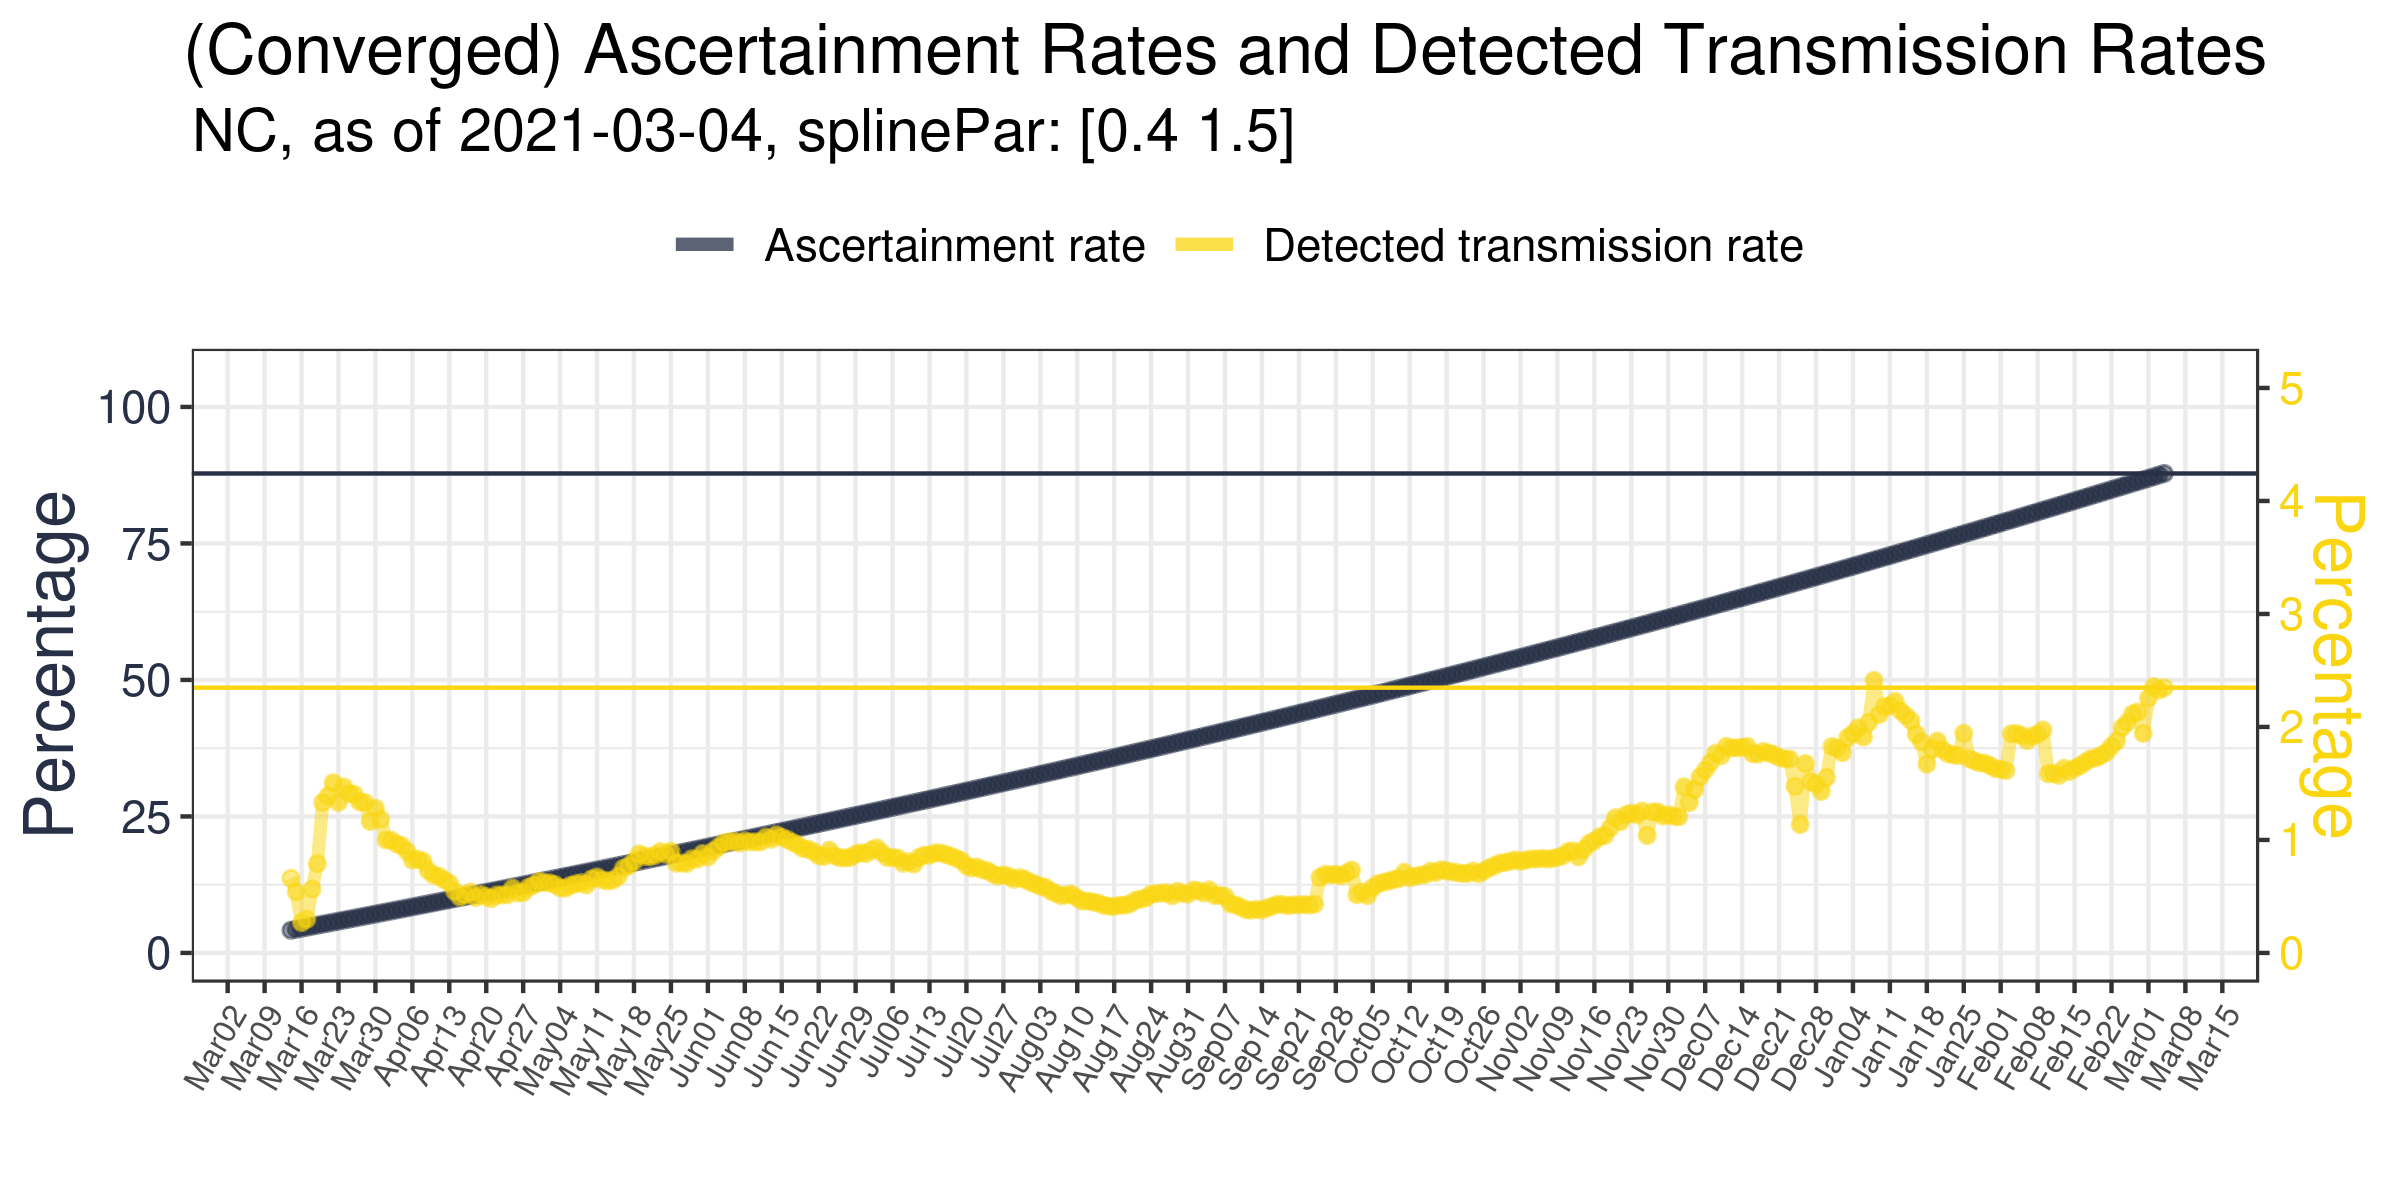 (Converged) Ascertainment Rates and Detected Transmission Rates
NC, as of 2021-03-04, splinePar: [0.4 1.5]
Ascertainment rate
Detected transmission rate
Percentage
100
75
50
25
0
5
4
3
2
1
0
Percentage
Mar02
Mar09
Mar16
Mar23
Mar30
Apr06
Apr13
Apr20
Apr27
May04
May11
May18
May25
Jun01
Jun08
Jun15
Jun22
Jun29
Jul06
Jul13
Jul20
Jul27
Aug03
Aug10
Aug17
Aug24
Aug31
Sep07
Sep14
Sep21
Sep28
Oct05
Oct12
Oct19
Oct26
Nov02
Nov09
Nov16
Nov23
Nov30
Dec07
Dec14
Dec21
Dec28
Jan04
Jan11
Jan18
Jan25
Feb01
Feb08
Feb15
Feb22
Mar01
Mar08
Mar15